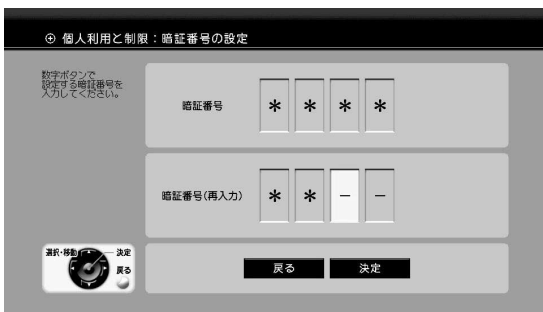 ⊕ 個人利用と制限：暗証番号の設定
数字ボタンで
設定する暗証番号を
入力してください。
暗証番号 * * * *
暗証番号(再入力) * * − −
選択・移動 決定
戻る
戻る 決定